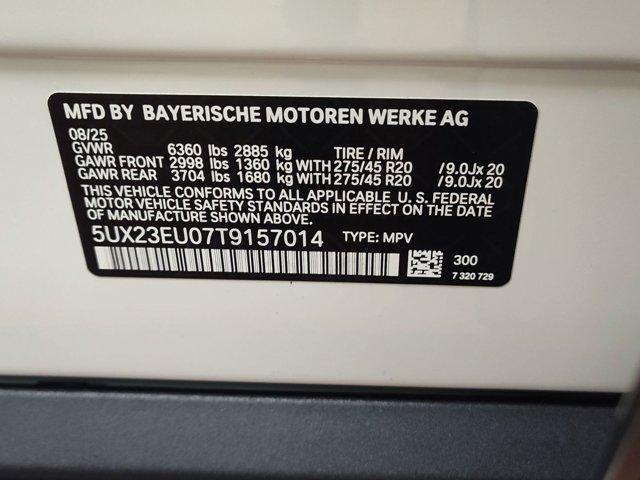 MFD BY BAYERISCHE MOTOREN WERKE AG
08/25
GVWR 6360 lbs 2885 kg TIRE / RIM
GAWR FRONT 2998 lbs 1360 kg WITH 275/45 R20 / 9.0Jx 20
GAWR REAR 3704 lbs 1680 kg WITH 275/45 R20 / 9.0Jx 20
THIS VEHICLE CONFORMS TO ALL APPLICABLE U. S. FEDERAL
MOTOR VEHICLE SAFETY STANDARDS IN EFFECT ON THE DATE OF
MANUFACTURE SHOWN ABOVE.
5UX23EU07T9157014 TYPE: MPV
300
7 320 729